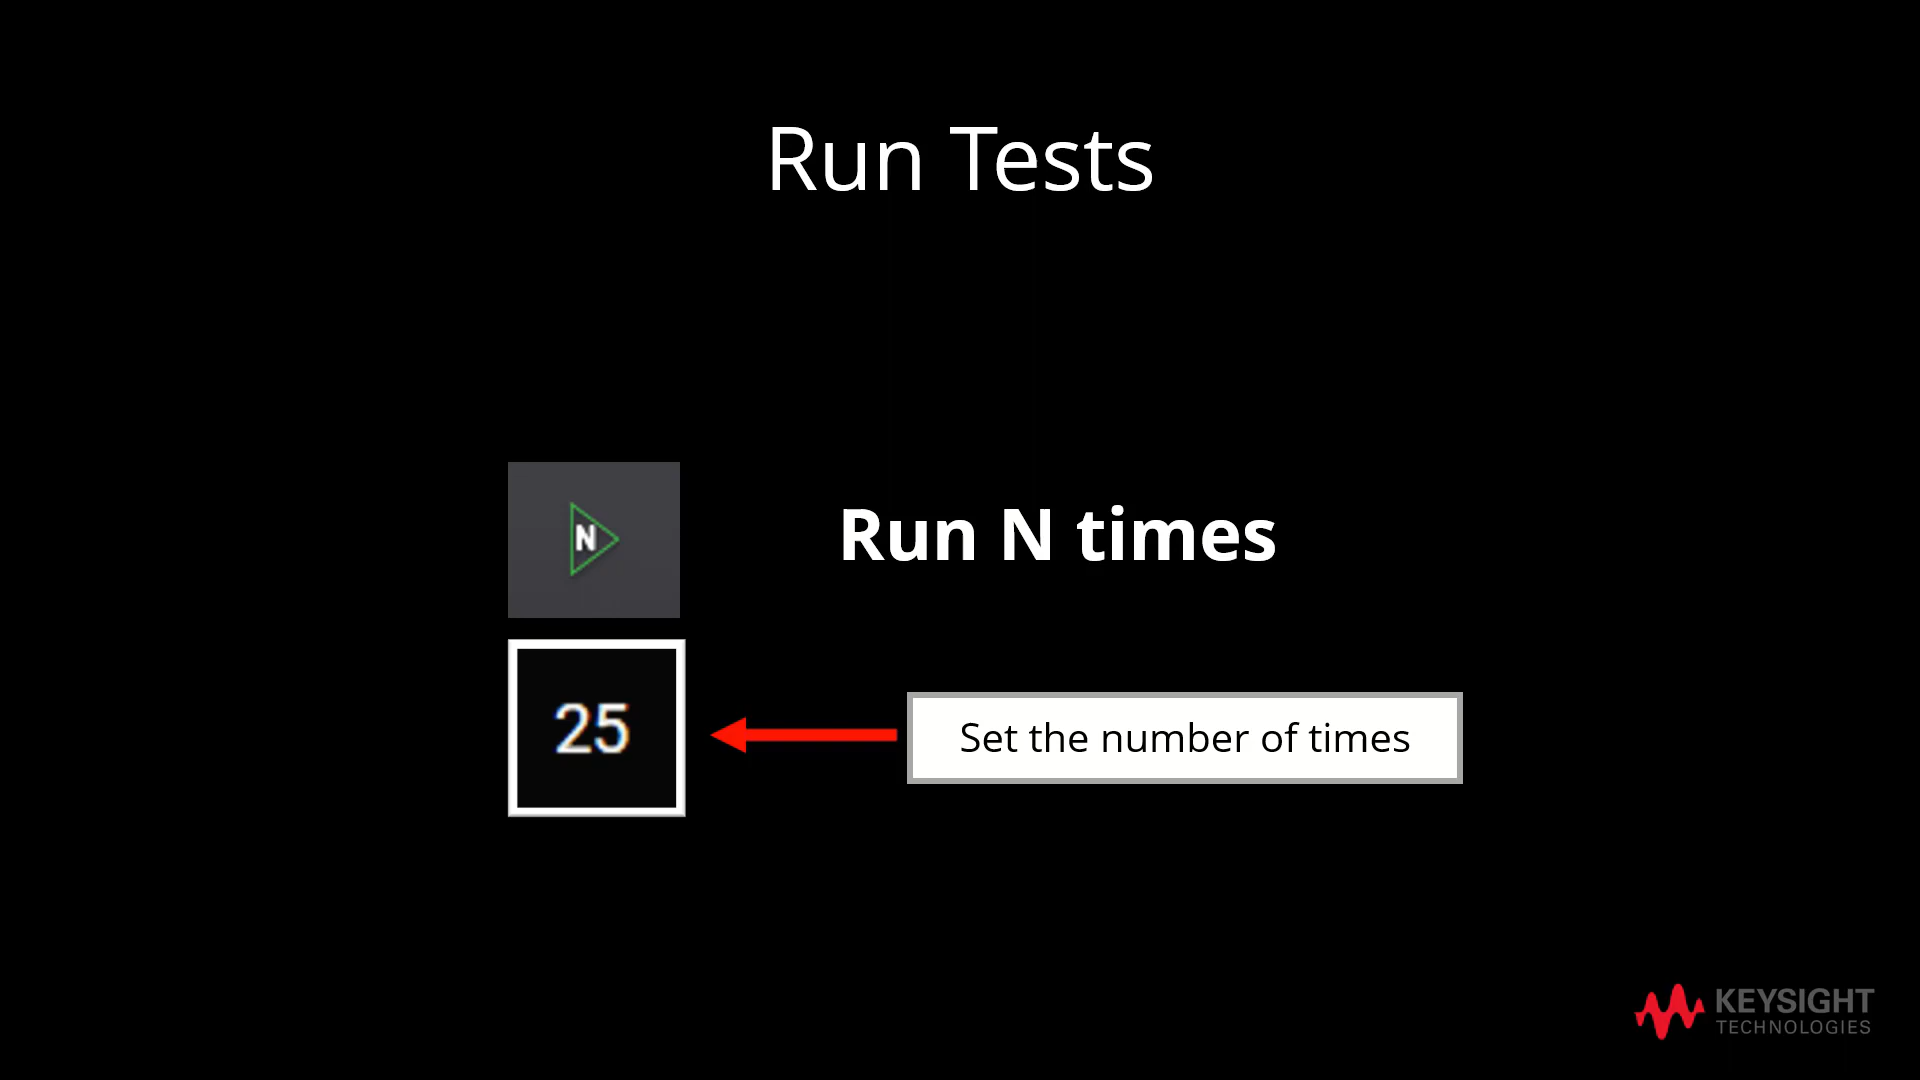 Run Tests
N
Run N times
25
Set the number of times
KEYSIGHT
TECHNOLOGIES